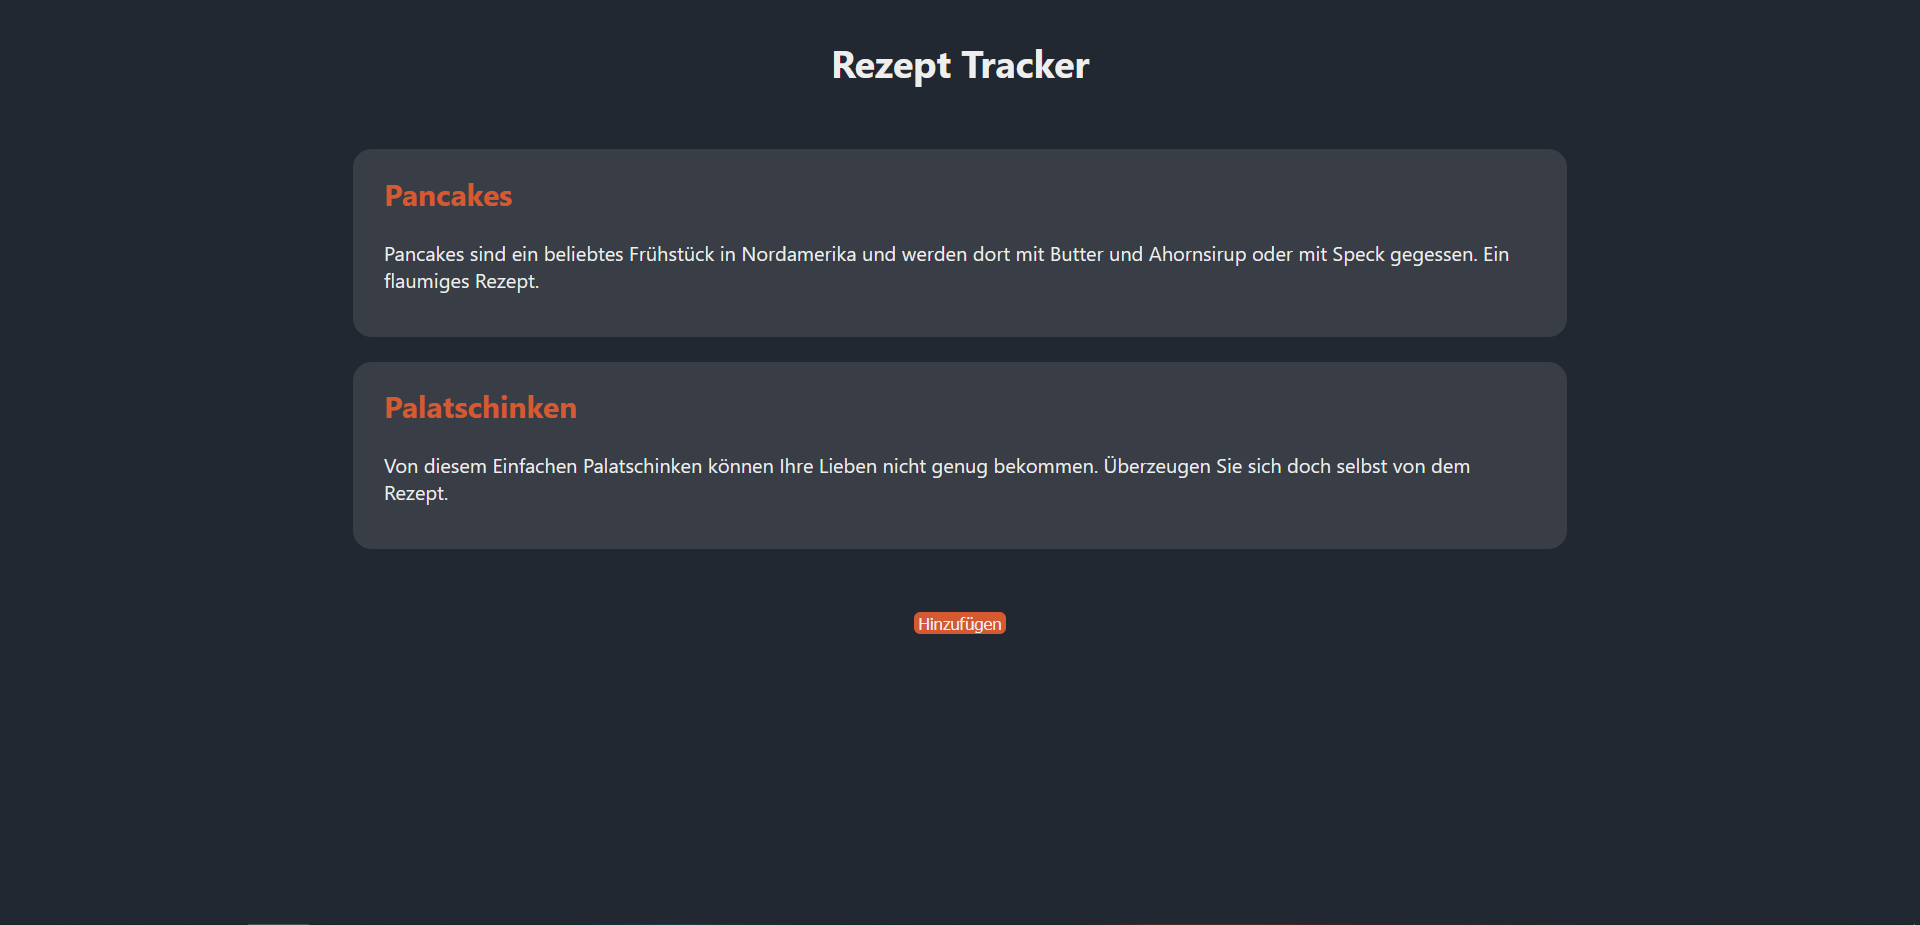 Rezept Tracker
Pancakes
Pancakes sind ein beliebtes Frühstück in Nordamerika und werden dort mit Butter und Ahornsirup oder mit Speck gegessen. Ein
flaumiges Rezept.
Palatschinken
Von diesem Einfachen Palatschinken können Ihre Lieben nicht genug bekommen. Überzeugen Sie sich doch selbst von dem
Rezept.
Hinzufügen